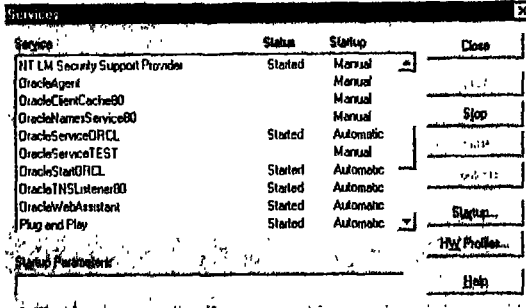 Services
Service Status Startup
NT LM Security Support Provider Started Manual
OracleAgent Manual
OracleClientCache80 Manual
OracleNamesService80 Manual
OracleServiceORCL Started Automatic
OracleServiceTEST Manual
OracleStartORCL Started Automatic
OracleTNSListener80 Started Automatic
OracleWebAssistant Started Automatic
Plug and Play Started Automatic
Startup Parameters
Close
Stop
Startup...
HW Profiles...
Help